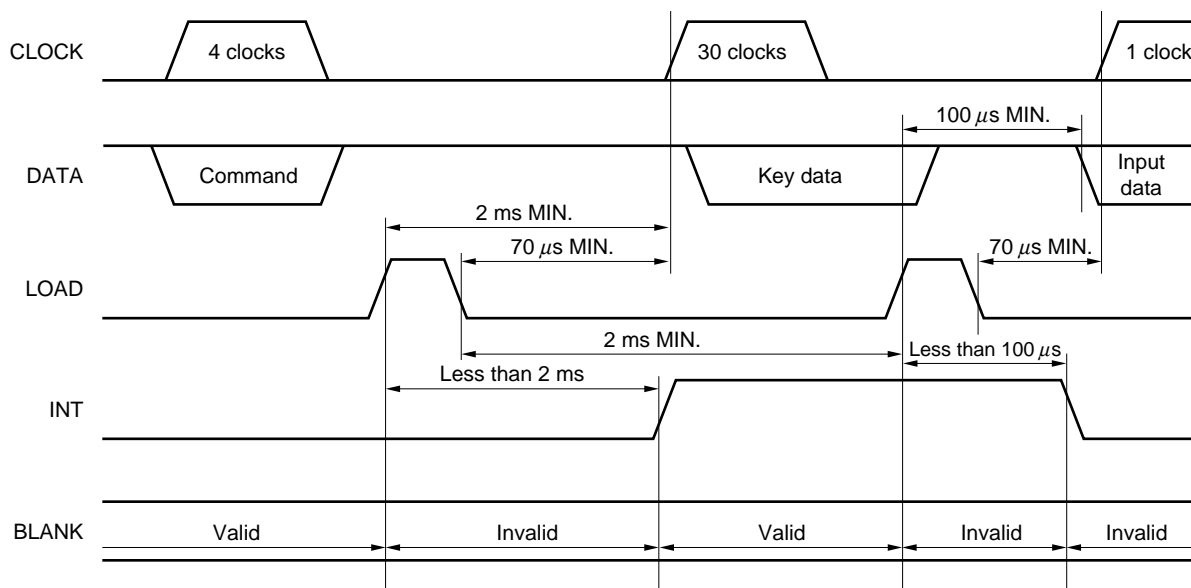 CLOCK
4 clocks
30 clocks
1 clock
100 μs MIN.
DATA
Command
Key data
Input
data
2 ms MIN.
70 μs MIN.
70 μs MIN.
LOAD
2 ms MIN.
Less than 100 μs
Less than 2 ms
INT
BLANK
Valid
Invalid
Valid
Invalid
Invalid